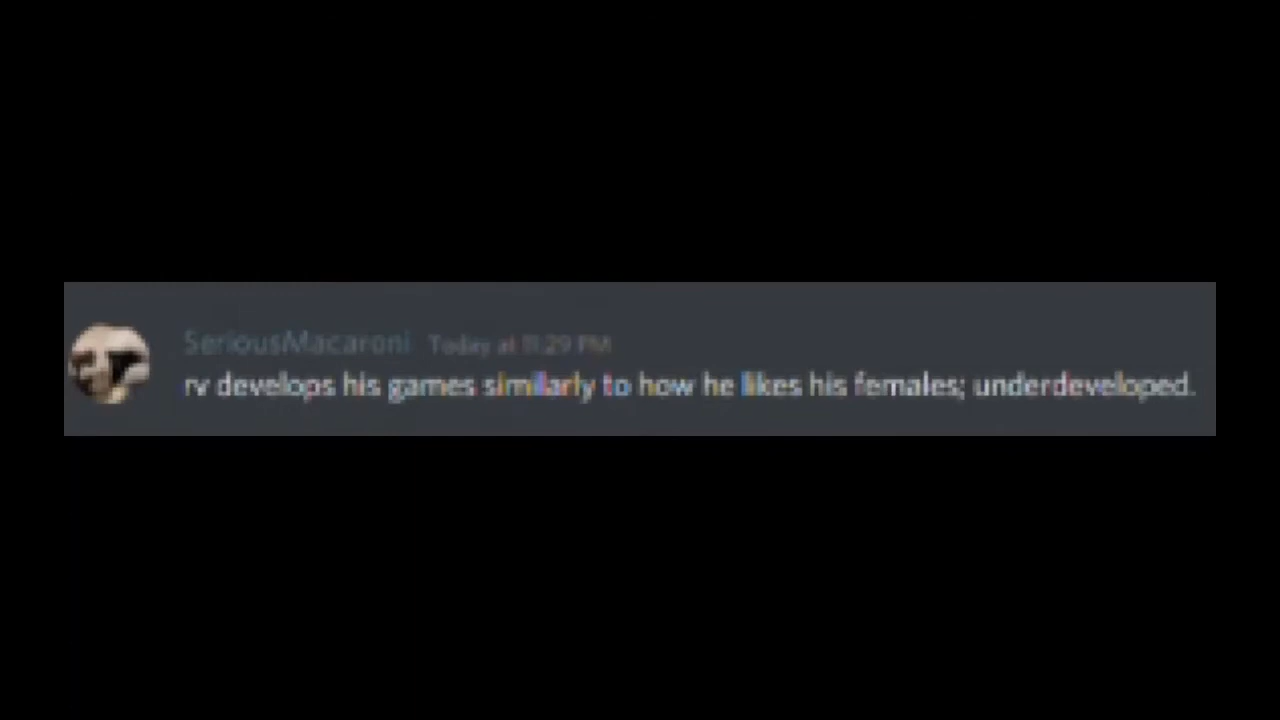 SeriousMacaroni Today at 11:29 PM
rv develops his games similarly to how he likes his females; underdeveloped.